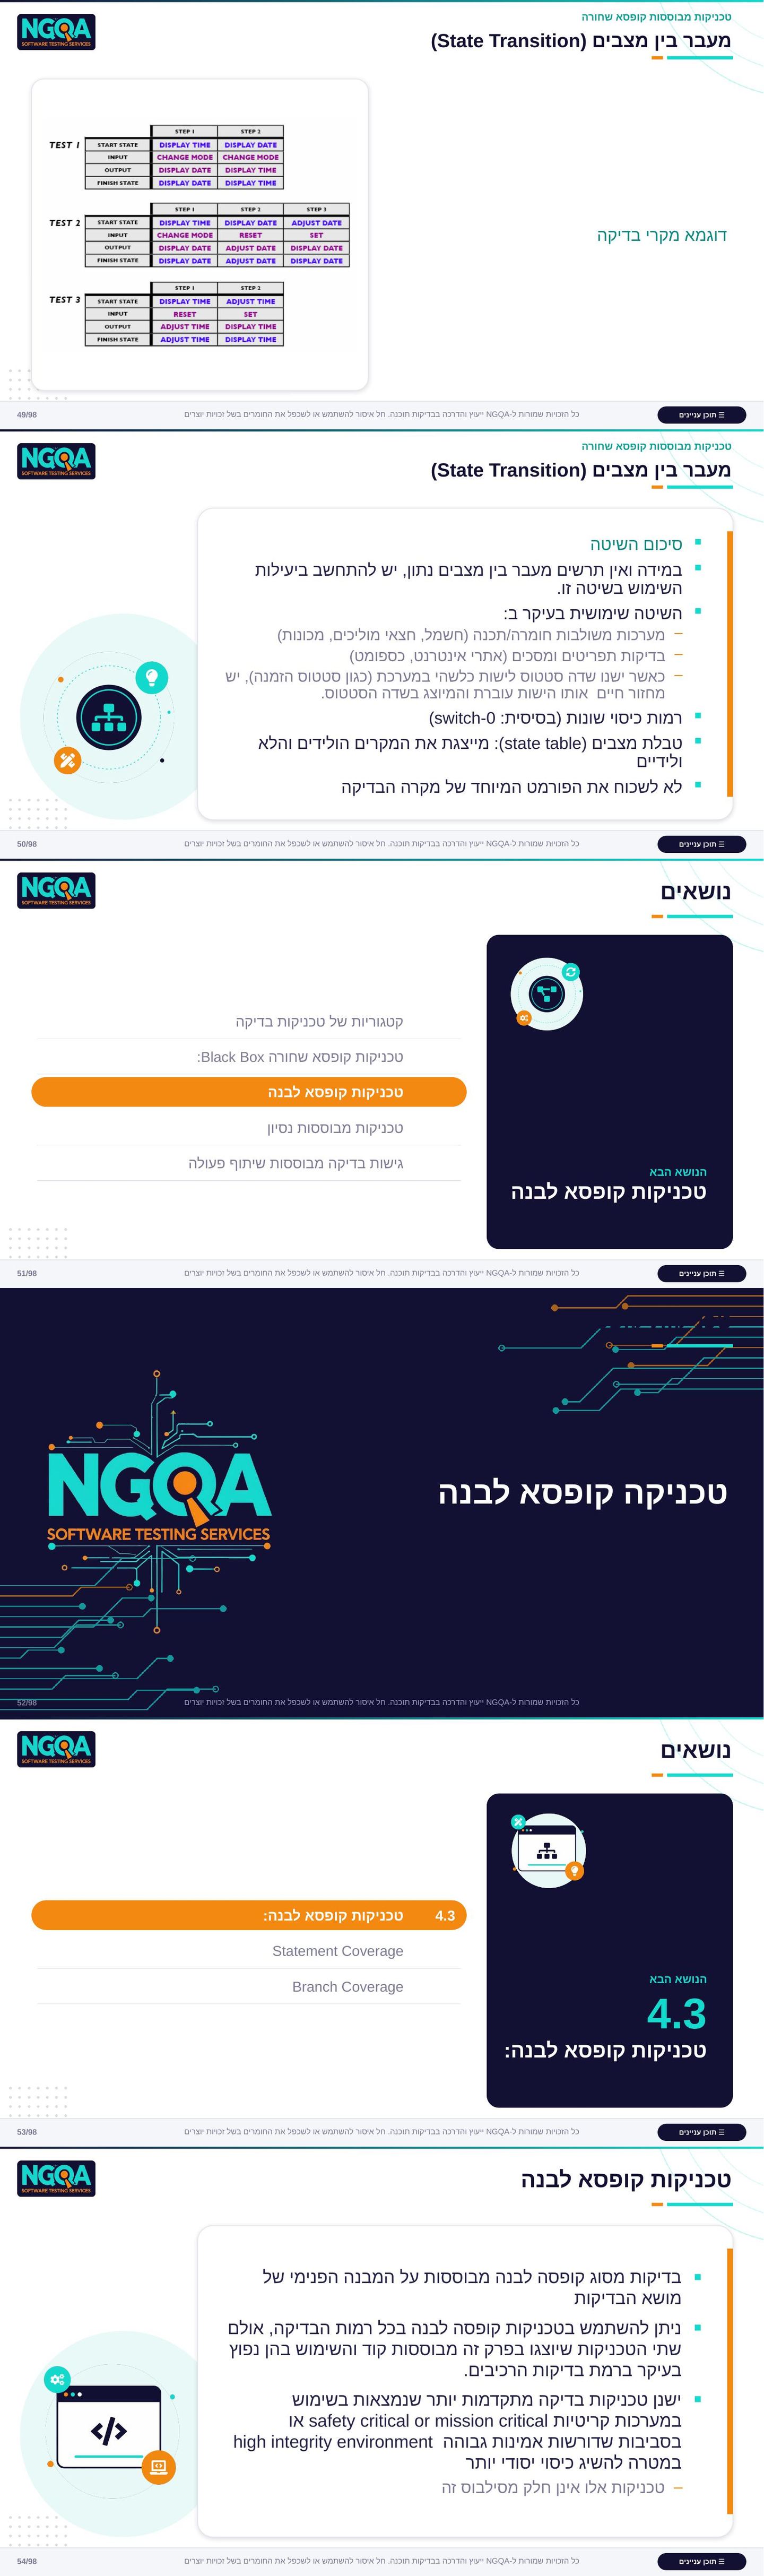 טכניקות מבוססות קופסא שחורה
מעבר בין מצבים (State Transition)
NGQA
SOFTWARE TESTING SERVICES
דוגמא מקרי בדיקה
STEP 1 STEP 2
TEST 1 START STATE DISPLAY TIME DISPLAY DATE
INPUT CHANGE MODE CHANGE MODE
OUTPUT DISPLAY DATE DISPLAY TIME
FINISH STATE DISPLAY DATE DISPLAY TIME
STEP 1 STEP 2 STEP 3
TEST 2 START STATE DISPLAY TIME DISPLAY DATE ADJUST DATE
INPUT CHANGE MODE RESET SET
OUTPUT DISPLAY DATE ADJUST DATE DISPLAY DATE
FINISH STATE DISPLAY DATE ADJUST DATE DISPLAY DATE
STEP 1 STEP 2
TEST 3 START STATE DISPLAY TIME ADJUST TIME
INPUT RESET SET
OUTPUT ADJUST TIME DISPLAY TIME
FINISH STATE ADJUST TIME DISPLAY TIME
☰ תוכן עניינים
כל הזכויות שמורות ל-NGQA ייעוץ והדרכה בבדיקות תוכנה. חל איסור להשתמש או לשכפל את החומרים בשל זכויות יוצרים
49/98
טכניקות מבוססות קופסא שחורה
מעבר בין מצבים (State Transition)
NGQA
SOFTWARE TESTING SERVICES
סיכום השיטה
במידה ואין תרשים מעבר בין מצבים נתון, יש להתחשב ביעילות
השימוש בשיטה זו.
השיטה שימושית בעיקר ב:
– מערכות משולבות חומרה/תכנה (חשמל, חצאי מוליכים, מכונות)
– בדיקות תפריטים ומסכים (אתרי אינטרנט, כספומט)
– כאשר ישנו שדה סטטוס לישות כלשהי במערכת (כגון סטטוס הזמנה), יש
מחזור חיים אותו הישות עוברת והמיוצג בשדה הסטטוס.
רמות כיסוי שונות (בסיסית: switch-0)
טבלת מצבים (state table): מייצגת את המקרים הולידים והלא
ולידיים
לא לשכוח את הפורמט המיוחד של מקרה הבדיקה
☰ תוכן עניינים
כל הזכויות שמורות ל-NGQA ייעוץ והדרכה בבדיקות תוכנה. חל איסור להשתמש או לשכפל את החומרים בשל זכויות יוצרים
50/98
נושאים
NGQA
SOFTWARE TESTING SERVICES
הנושא הבא
טכניקות קופסא לבנה
קטגוריות של טכניקות בדיקה
טכניקות קופסא שחורה Black Box:
טכניקות קופסא לבנה
טכניקות מבוססות נסיון
גישות בדיקה מבוססות שיתוף פעולה
☰ תוכן עניינים
כל הזכויות שמורות ל-NGQA ייעוץ והדרכה בבדיקות תוכנה. חל איסור להשתמש או לשכפל את החומרים בשל זכויות יוצרים
51/98
טכניקה קופסא לבנה
NGQA
SOFTWARE TESTING SERVICES
כל הזכויות שמורות ל-NGQA ייעוץ והדרכה בבדיקות תוכנה. חל איסור להשתמש או לשכפל את החומרים בשל זכויות יוצרים
52/98
נושאים
NGQA
SOFTWARE TESTING SERVICES
הנושא הבא
4.3
טכניקות קופסא לבנה:
4.3 טכניקות קופסא לבנה:
Statement Coverage
Branch Coverage
☰ תוכן עניינים
כל הזכויות שמורות ל-NGQA ייעוץ והדרכה בבדיקות תוכנה. חל איסור להשתמש או לשכפל את החומרים בשל זכויות יוצרים
53/98
טכניקות קופסא לבנה
NGQA
SOFTWARE TESTING SERVICES
בדיקות מסוג קופסה לבנה מבוססות על המבנה הפנימי של
מושא הבדיקות
ניתן להשתמש בטכניקות קופסה לבנה בכל רמות הבדיקה, אולם
שתי הטכניקות שיוצגו בפרק זה מבוססות קוד והשימוש בהן נפוץ
בעיקר ברמת בדיקות הרכיבים.
ישנן טכניקות בדיקה מתקדמות יותר שנמצאות בשימוש
במערכות קריטיות safety critical or mission critical או
בסביבות שדורשות אמינות גבוהה high integrity environment
במטרה להשיג כיסוי יסודי יותר
– טכניקות אלו אינן חלק מסילבוס זה
☰ תוכן עניינים
כל הזכויות שמורות ל-NGQA ייעוץ והדרכה בבדיקות תוכנה. חל איסור להשתמש או לשכפל את החומרים בשל זכויות יוצרים
54/98